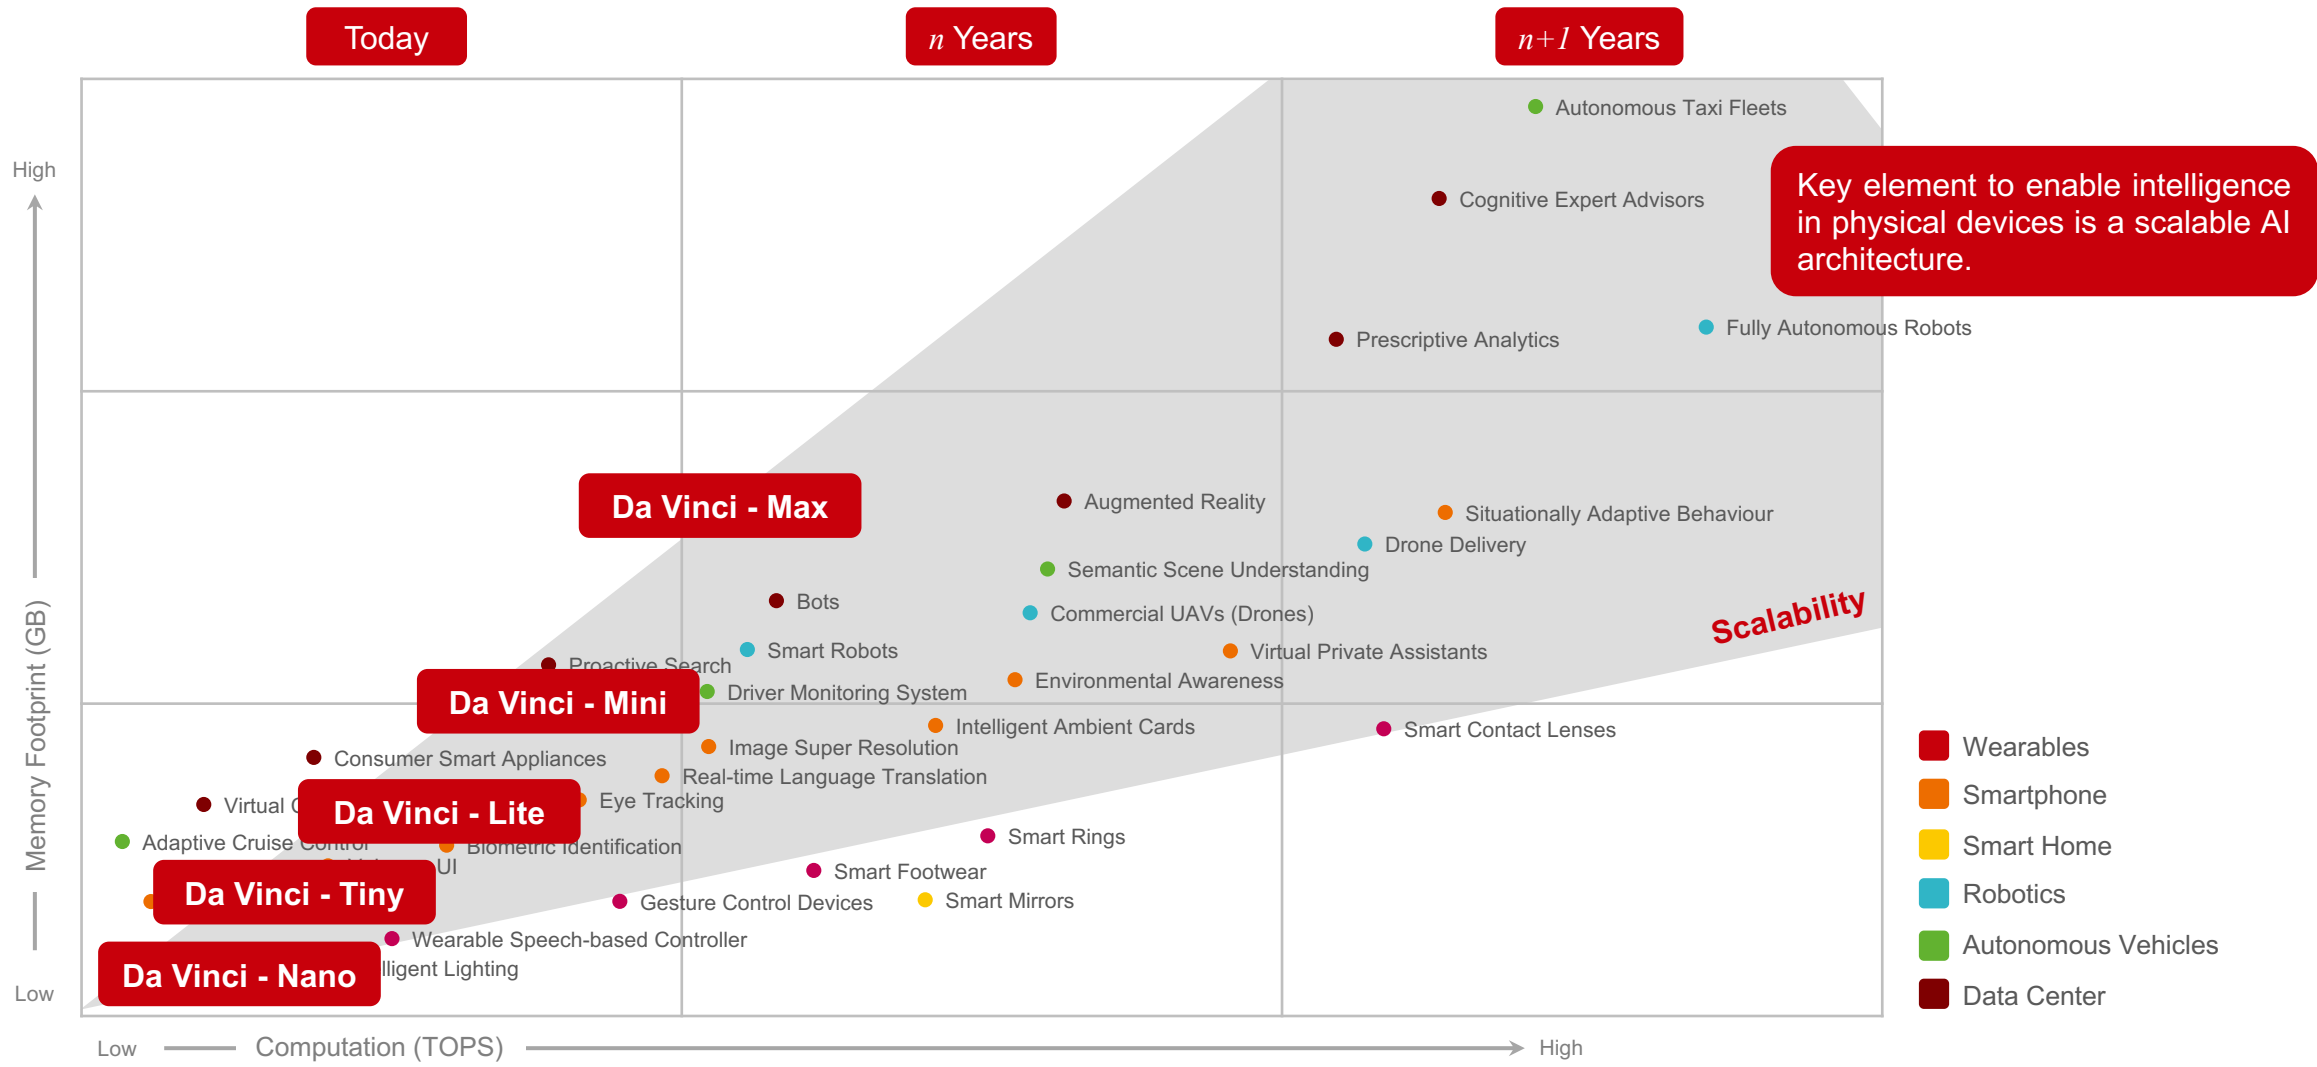 Today
n Years
n+1 Years
High
Autonomous Taxi Fleets
Key element to enable intelligence
in physical devices is a scalable AI
architecture.
Cognitive Expert Advisors
Fully Autonomous Robots
Prescriptive Analytics
Da Vinci - Max
Augmented Reality
Situationally Adaptive Behaviour
Drone Delivery
Semantic Scene Understanding
Bots
Commercial UAVs (Drones)
Scalability
Smart Robots
Virtual Private Assistants
Proactive Search
Environmental Awareness
Driver Monitoring System
Da Vinci - Mini
Intelligent Ambient Cards
Smart Contact Lenses
Image Super Resolution
Consumer Smart Appliances
Real-time Language Translation
Eye Tracking
Virtual
Da Vinci - Lite
Smart Rings
Adaptive Cruise Control
Biometric Identification
UI
Smart Footwear
Da Vinci - Tiny
Gesture Control Devices
Smart Mirrors
Wearable Speech-based Controller
Lighting
Da Vinci - Nano
Memory Footprint (GB)
Low
Low
Computation (TOPS)
High
Wearables
Smartphone
Smart Home
Robotics
Autonomous Vehicles
Data Center